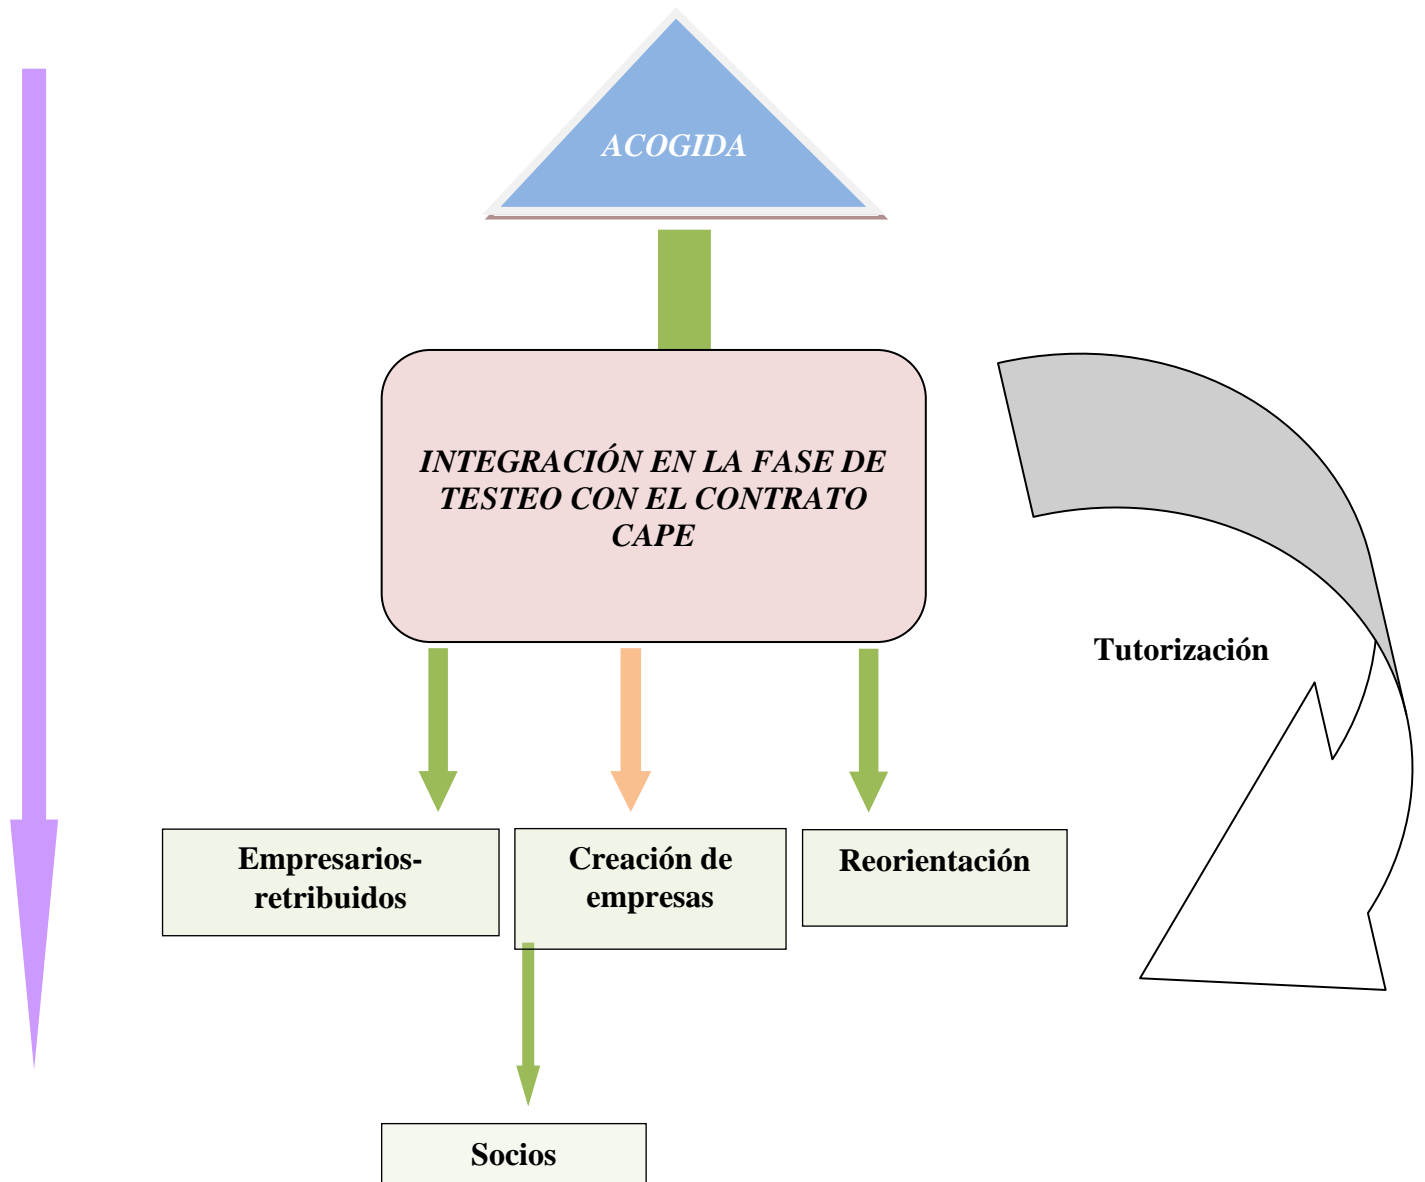 ACOGIDA
INTEGRACIÓN EN LA FASE DE
TESTEO CON EL CONTRATO
CAPE
Tutorización
Empresarios-
retribuidos
Creación de
empresas
Reorientación
Socios